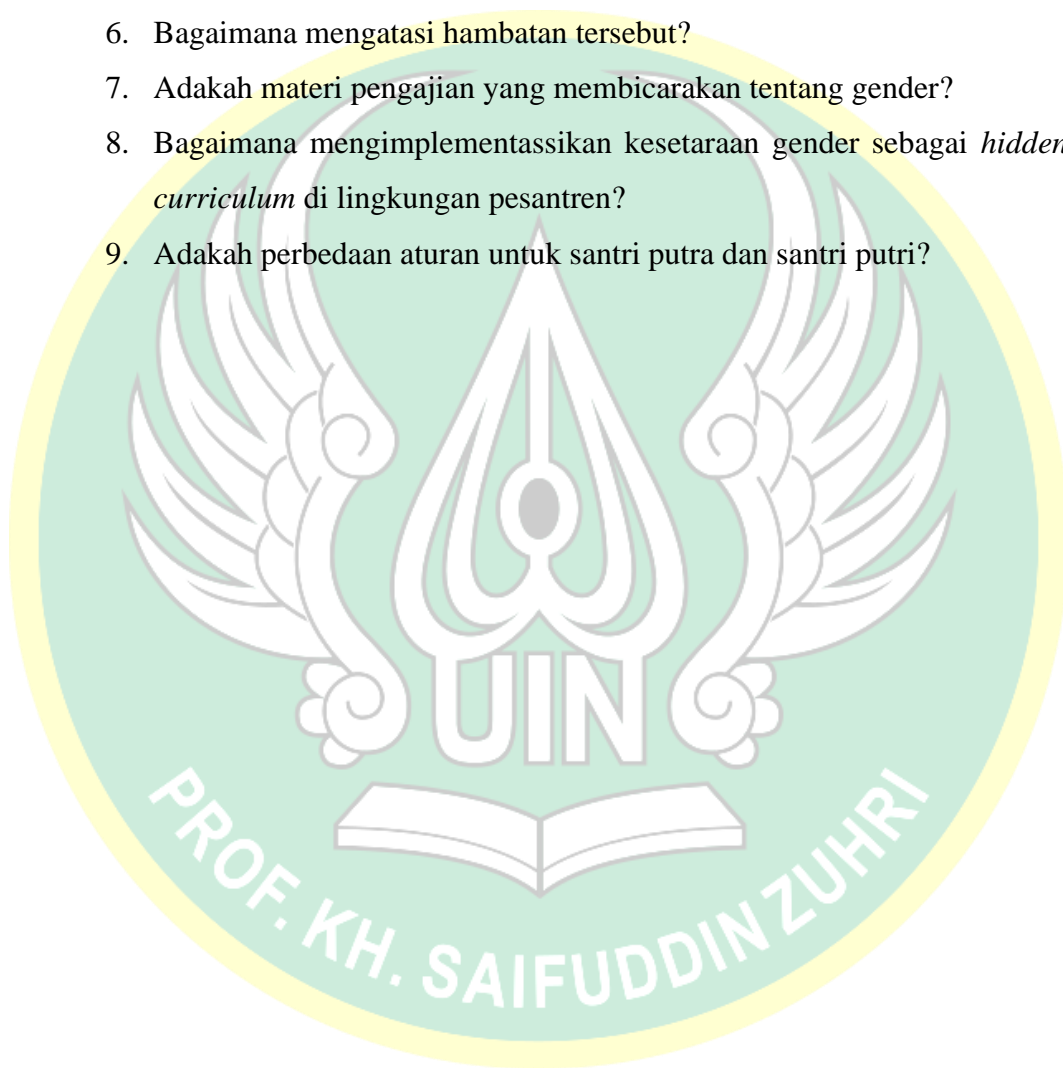 6. Bagaimana mengatasi hambatan tersebut?
7. Adakah materi pengajian yang membicarakan tentang gender?
8. Bagaimana mengimplementassikan kesetaraan gender sebagai hidden
curriculum di lingkungan pesantren?
9. Adakah perbedaan aturan untuk santri putra dan santri putri?
UIN
PROF. KH. SAIFUDDIN ZUHRI